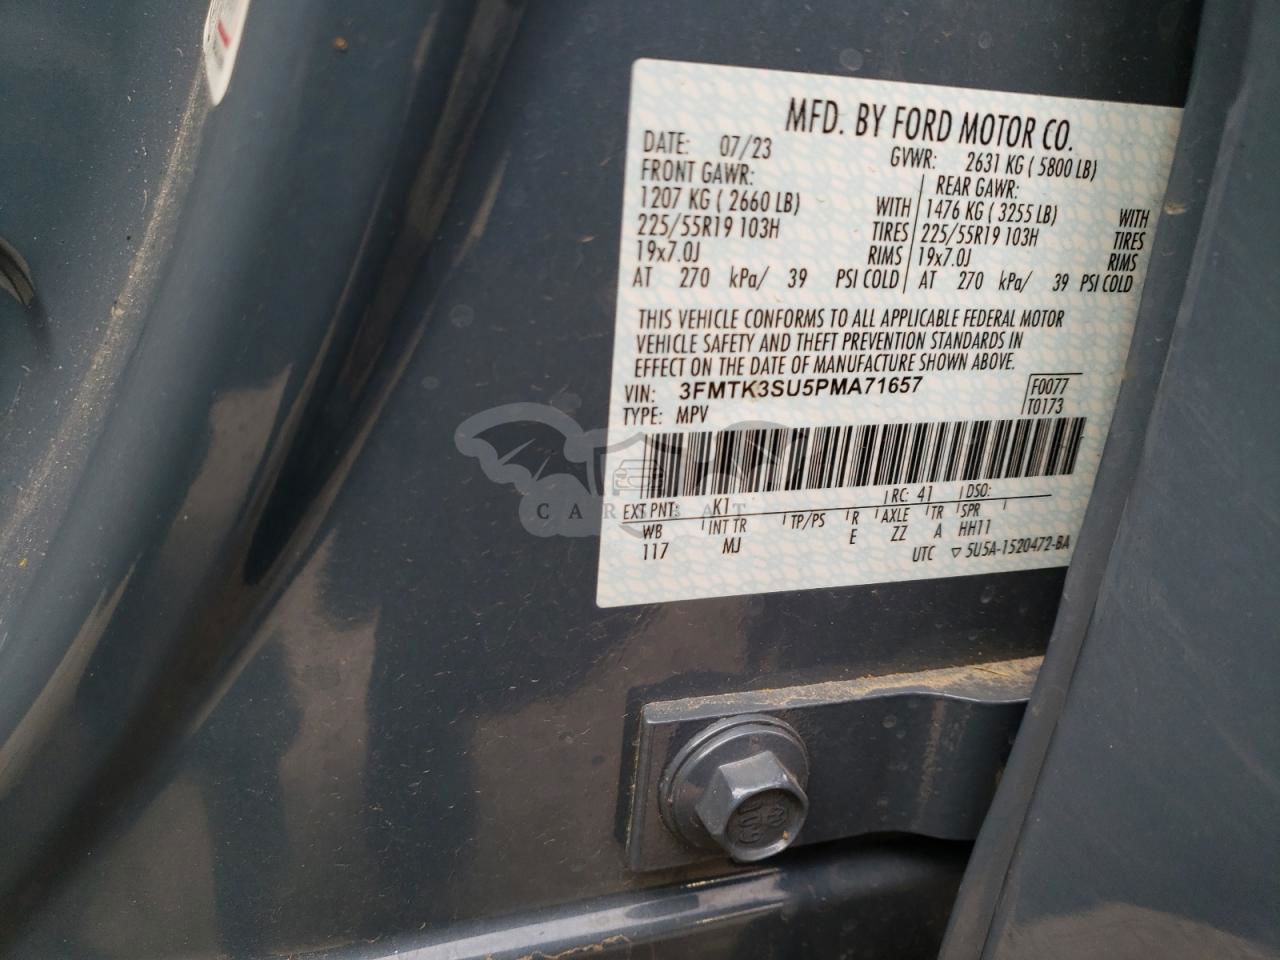 MFD. BY FORD MOTOR CO.
DATE: 07/23 GVWR: 2631 KG ( 5800 LB)
FRONT GAWR: REAR GAWR:
1207 KG ( 2660 LB) WITH 1476 KG ( 3255 LB) WITH
225/55R19 103H TIRES 225/55R19 103H TIRES
19x7.0J RIMS 19x7.0J RIMS
AT 270 kPa/ 39 PSI COLD AT 270 kPa/ 39 PSI COLD
THIS VEHICLE CONFORMS TO ALL APPLICABLE FEDERAL MOTOR
VEHICLE SAFETY AND THEFT PREVENTION STANDARDS IN
EFFECT ON THE DATE OF MANUFACTURE SHOWN ABOVE.
VIN: 3FMTK3SU5PMA71657 F0077
TYPE: MPV T0173
EXT PNT: K1 RC: 41 DSO:
WB INT TR TP/PS R AXLE TR SPR
117 MJ E ZZ A HH11
UTC ▽ 5U5A-1520472-BA